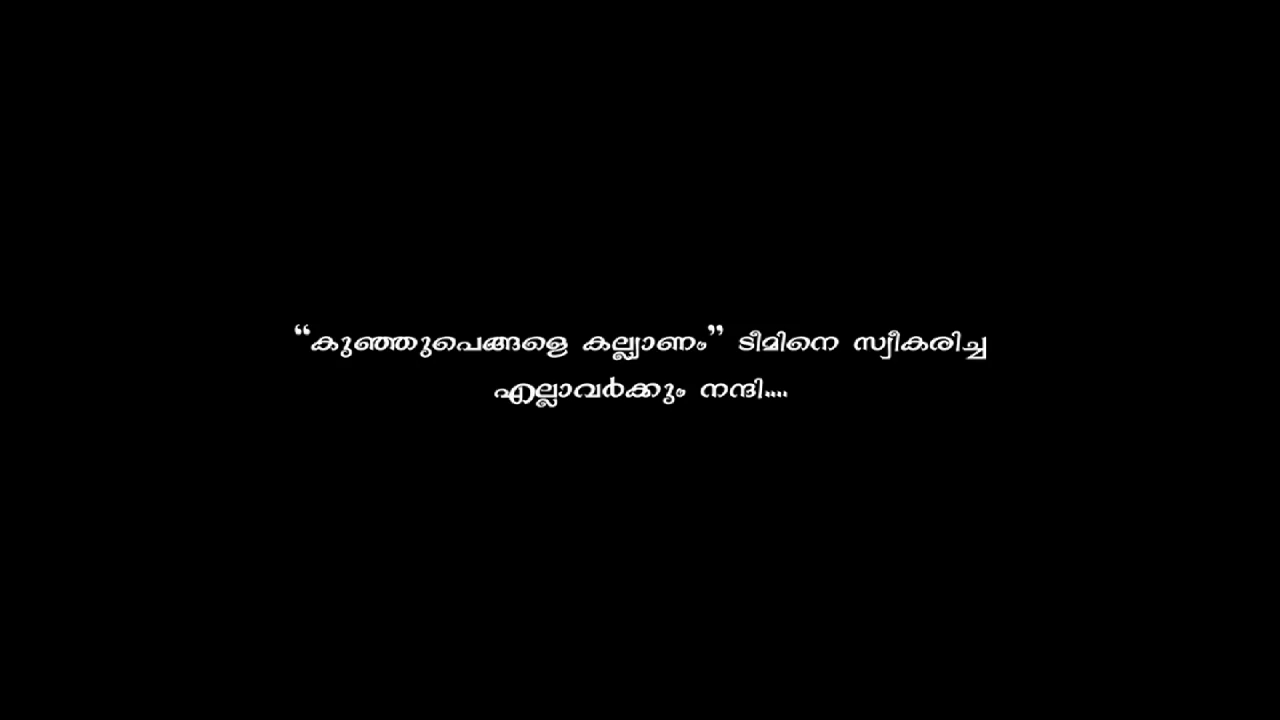 “കുഞ്ഞുപെങ്ങളെ കല്ല്യാണം” ടീമിനെ സ്വീകരിച്ച
എല്ലാവർക്കും നന്ദി....